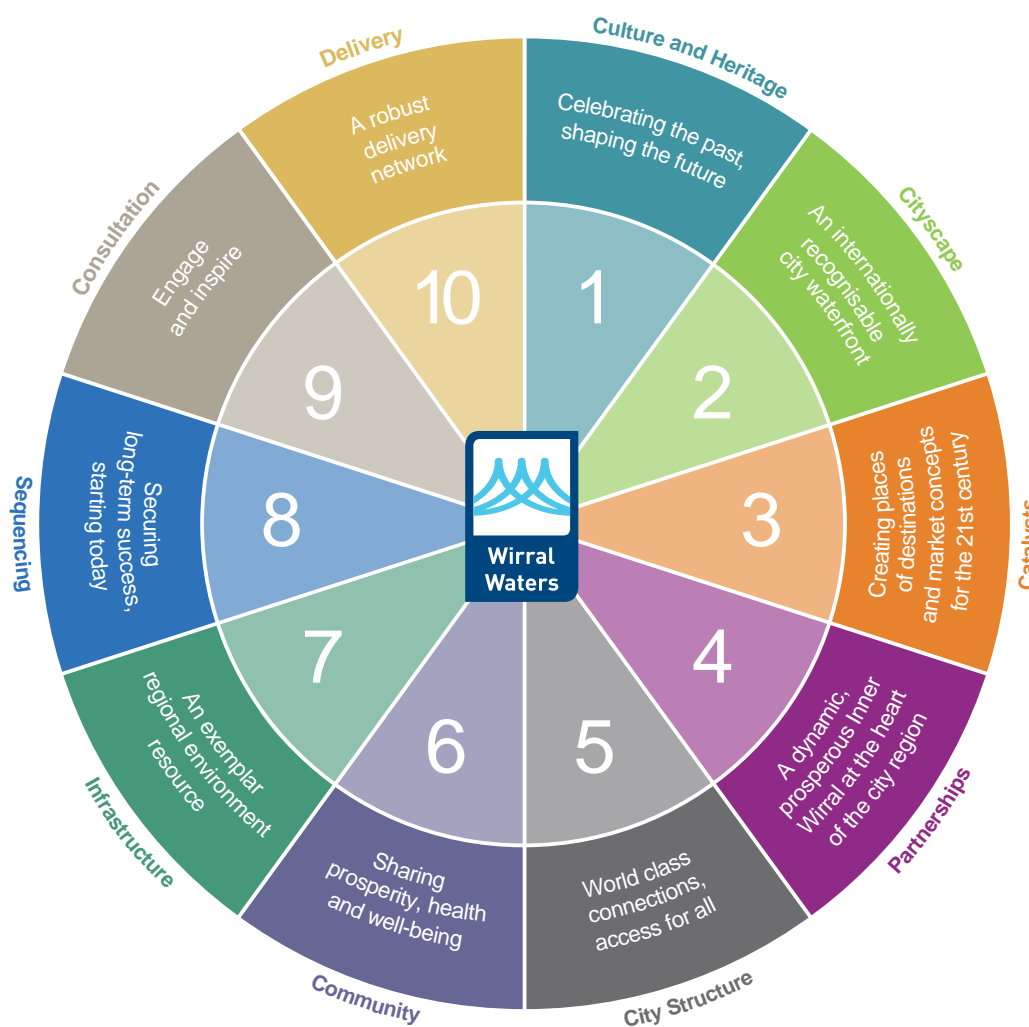 Culture and Heritage
Celebrating the past,
shaping the future
1
Cityscape
An internationally
recognisable
city waterfront
2
Catalysts
Creating places
of destinations
and market concepts
for the 21st century
3
Partnerships
A dynamic,
prosperous Inner
Wirral at the heart
of the city region
4
City Structure
World class
connections,
access for all
5
Community
Sharing
prosperity, health
and well-being
6
Infrastructure
An exemplar
regional environment
resource
7
Sequencing
Securing
long-term success,
starting today
8
Consultation
Engage
and inspire
9
Delivery
A robust
delivery
network
10
Wirral
Waters